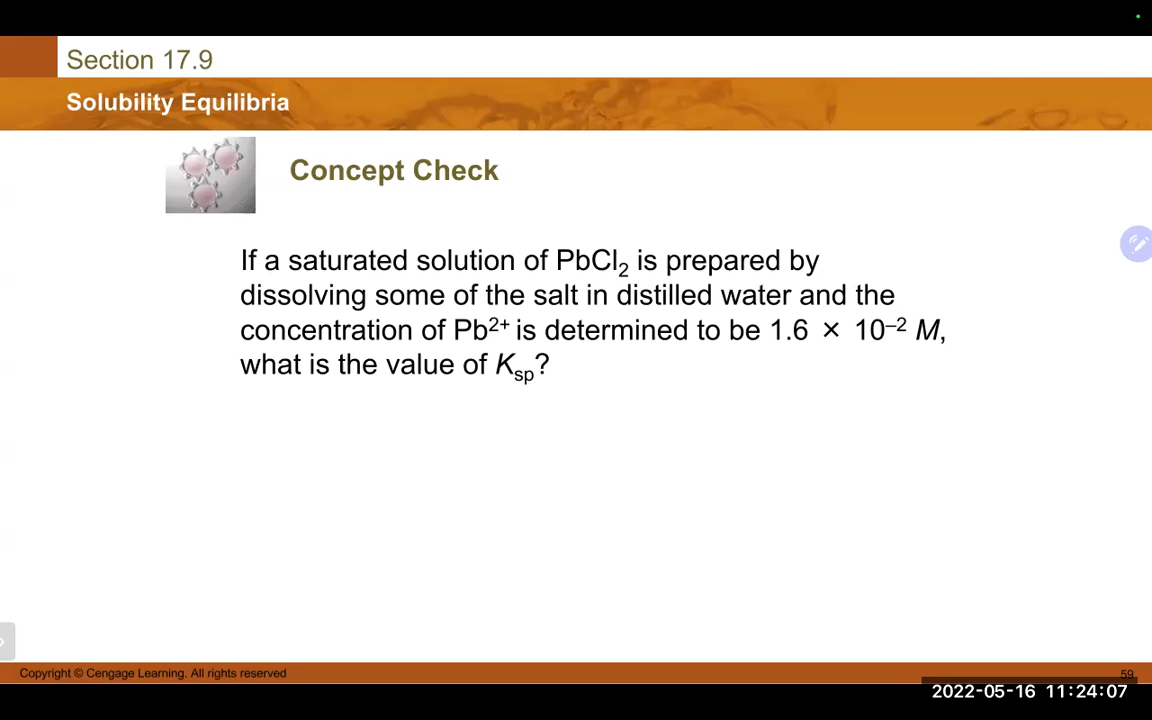 Section 17.9
Solubility Equilibria
Concept Check
If a saturated solution of PbCl₂ is prepared by
dissolving some of the salt in distilled water and the
concentration of Pb²⁺ is determined to be 1.6 × 10⁻² M,
what is the value of Kₛₚ?
Copyright © Cengage Learning. All rights reserved
59
2022-05-16 11:24:07